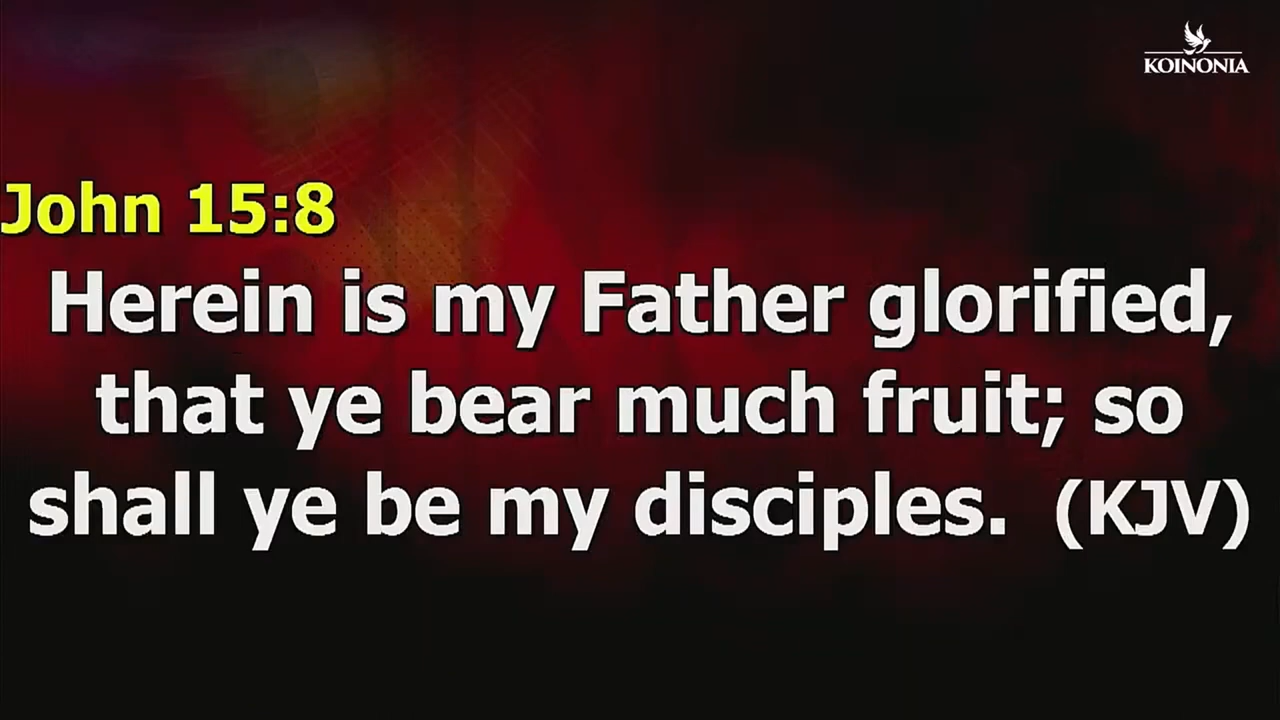 KOINONIA
John 15:8
Herein is my Father glorified,
that ye bear much fruit; so
shall ye be my disciples. (KJV)